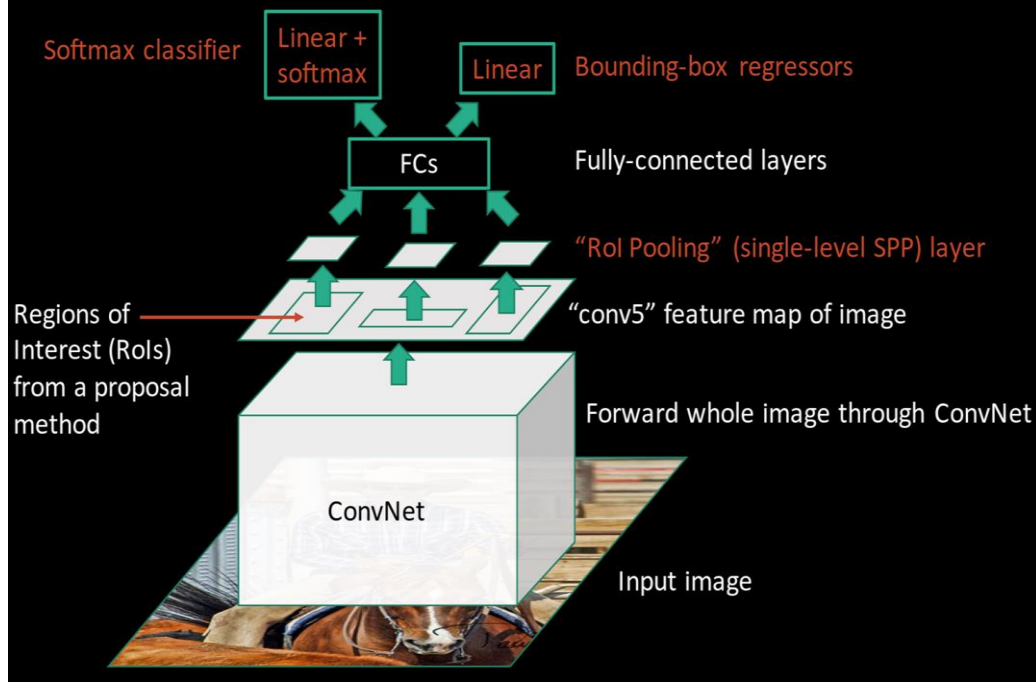 Softmax classifier
Linear +
softmax
Linear
Bounding-box regressors
FCs
Fully-connected layers
“RoI Pooling” (single-level SPP) layer
Regions of
Interest (RoIs)
from a proposal
method
“conv5” feature map of image
Forward whole image through ConvNet
ConvNet
Input image